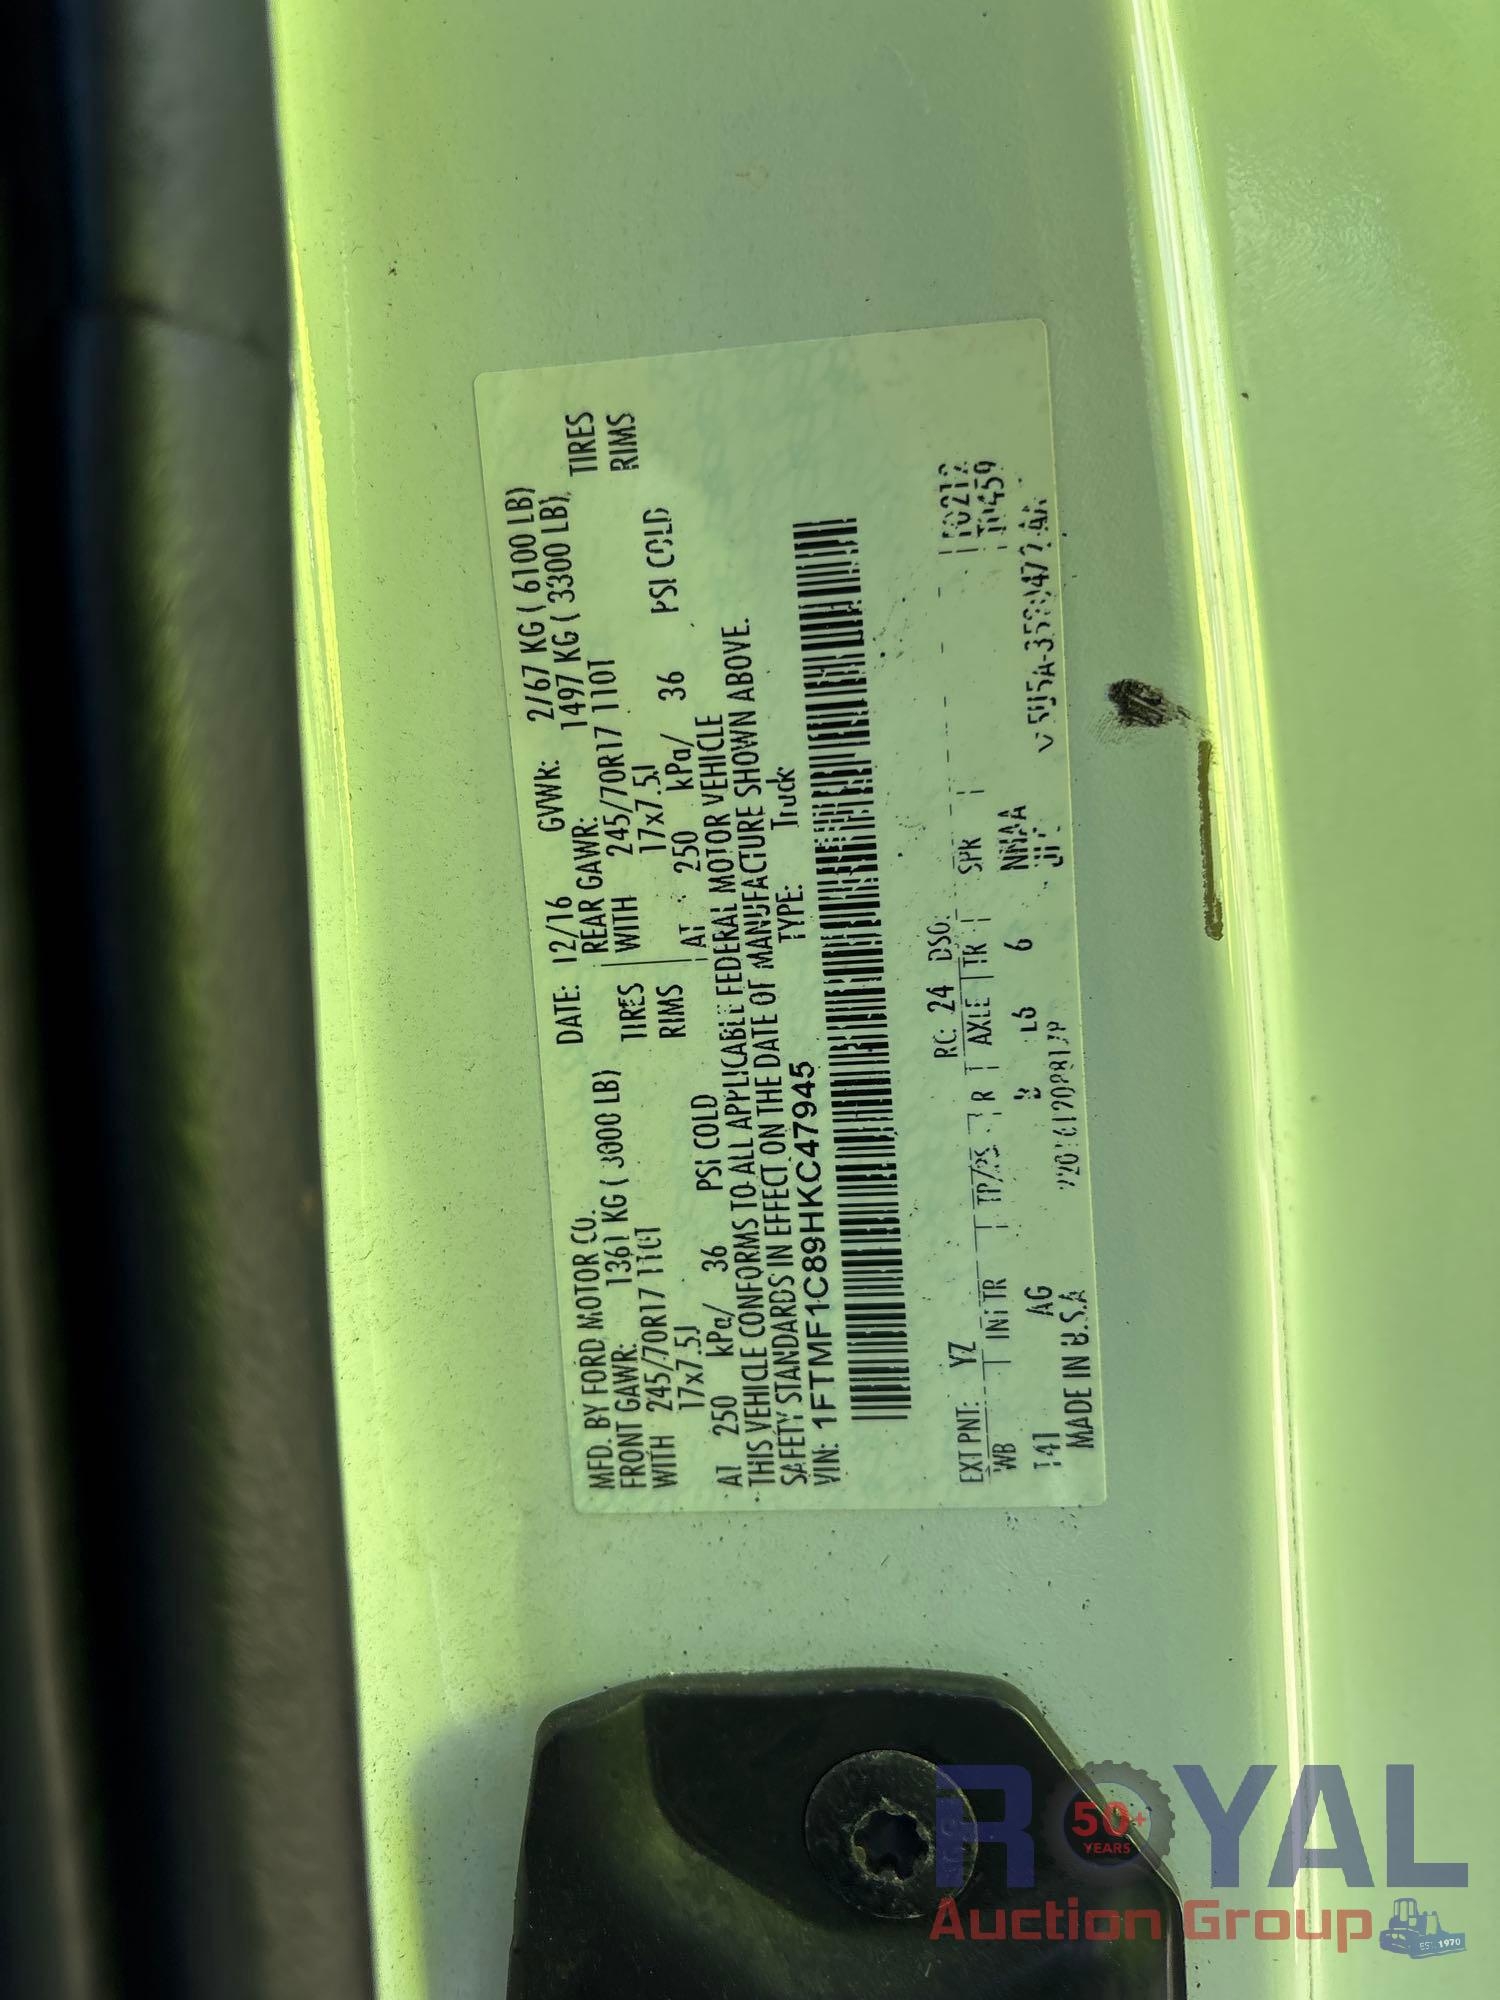 MFD. BY FORD MOTOR CO.
DATE: 12/16 GVWR: 2767 KG ( 6100 LB)
FRONT GAWR: 1361 KG ( 3000 LB) REAR GAWR: 1497 KG ( 3300 LB)
WITH 245/70R17 110T TIRES WITH 245/70R17 110T TIRES
17x7.5J RIMS 17x7.5J RIMS
AT 250 kPa/ 36 PSI COLD AT 250 kPa/ 36 PSI COLD
THIS VEHICLE CONFORMS TO ALL APPLICABLE FEDERAL MOTOR VEHICLE
SAFETY STANDARDS IN EFFECT ON THE DATE OF MANUFACTURE SHOWN ABOVE.
VIN: 1FTMF1C89HKC47945 TYPE: Truck
EXT PNT: YZ RC: 24 DSO:
WB INT TR TP/PS R AXLE TR SPR
141 AG L6 6 NMAA
MADE IN U.S.A
ROYAL
50+
YEARS
Auction Group
EST. 1970